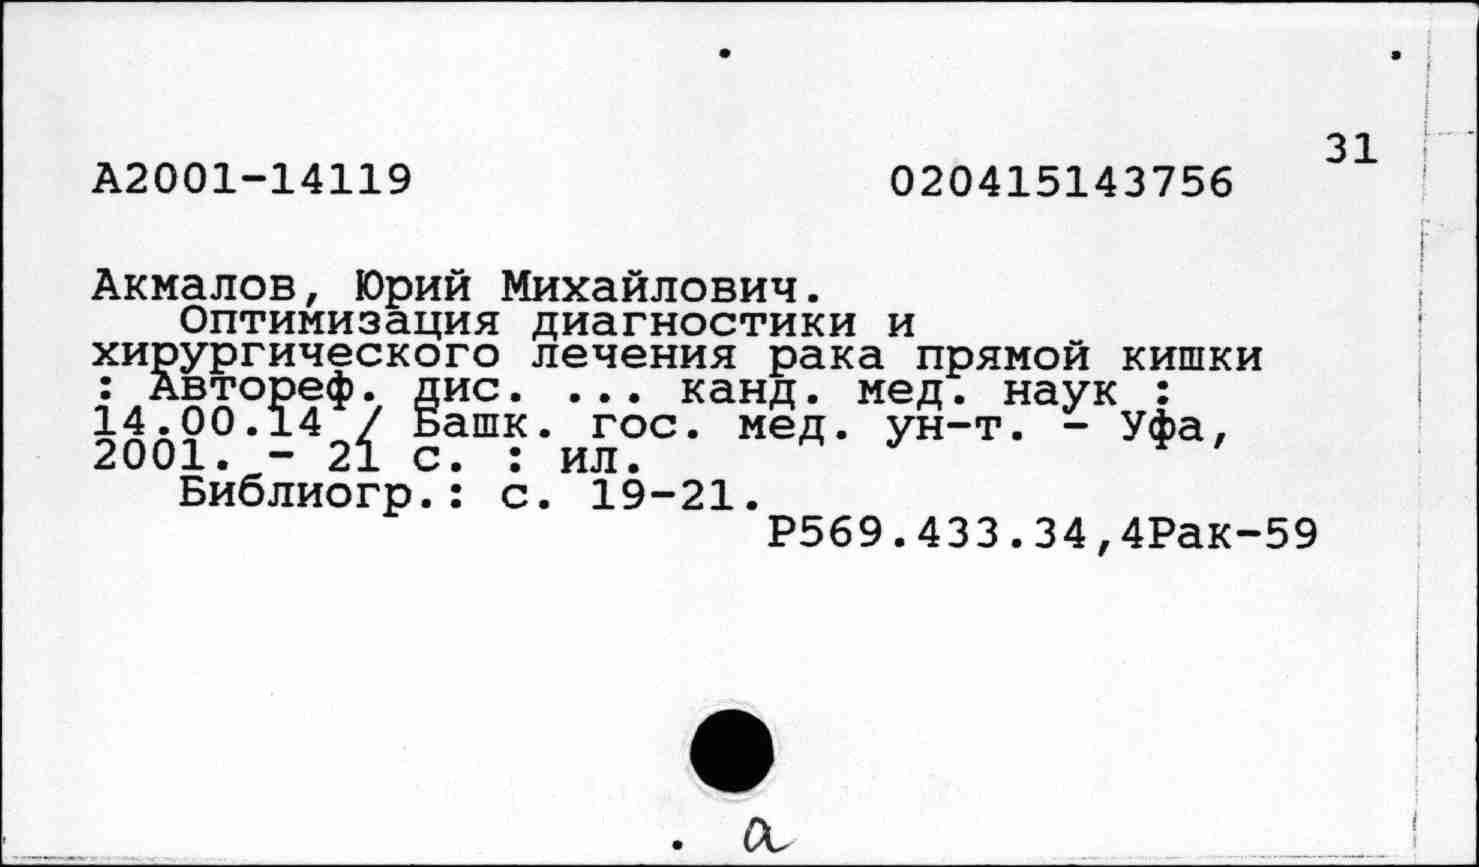 31
А2001-14119 020415143756
Акмалов, Юрий Михайлович.
Оптимизация диагностики и
хирургического лечения рака прямой кишки
: Автореф. дис. ... канд. мед. наук :
14.00.14 / Башк. гос. мед. ун-т. - Уфа,
2001. - 21 с. : ил.
Библиогр.: с. 19-21.
Р569.433.34,4Рак-59
а